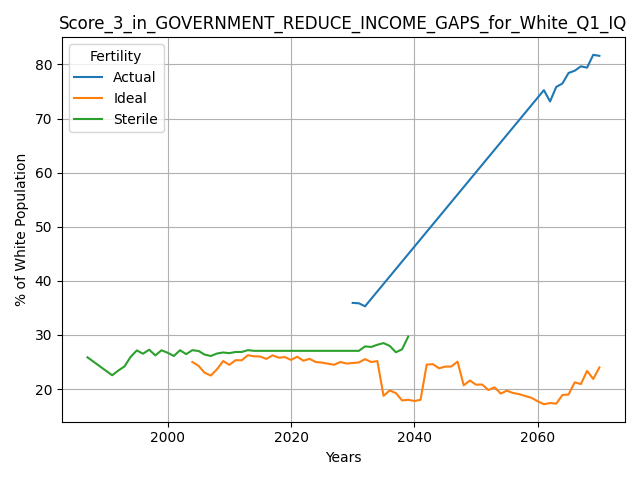 Score_3_in_GOVERNMENT_REDUCE_INCOME_GAPS_for_White_Q1_IQ
Fertility
Actual
Ideal
Sterile
80
70
60
50
40
30
20
% of White Population
2000
2020
2040
2060
Years